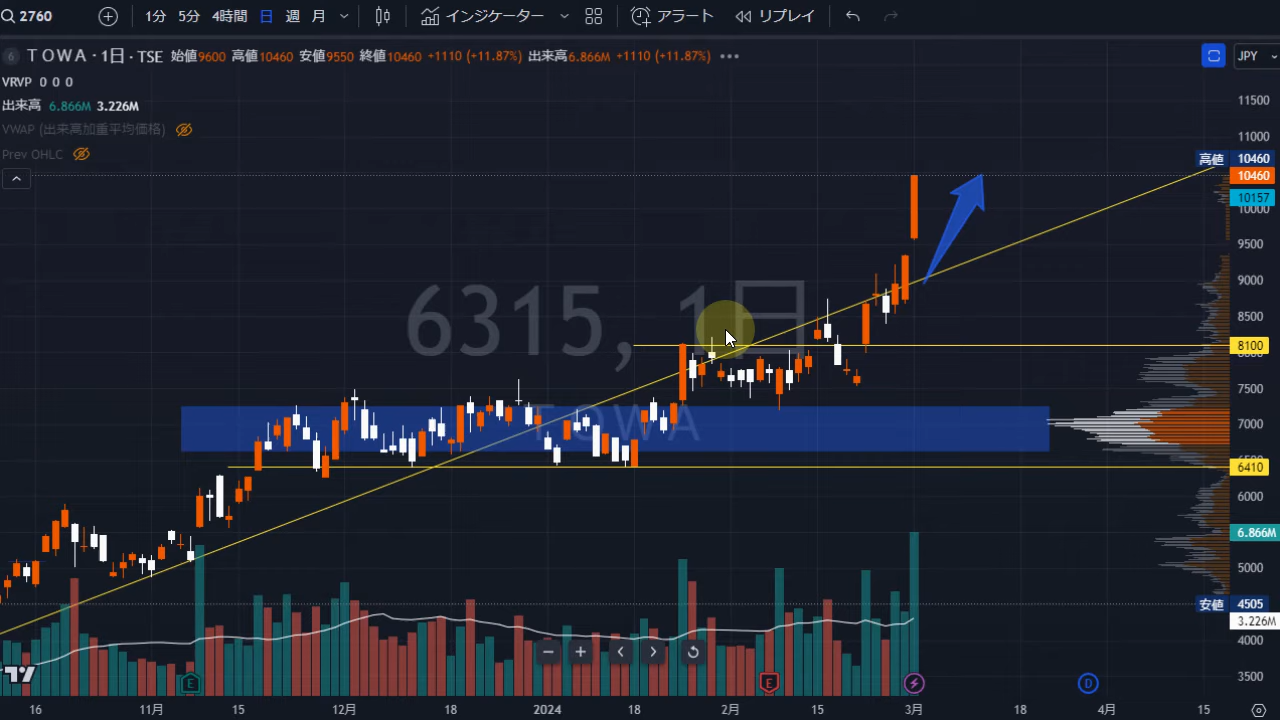 2760 1分 5分 4時間 日 週 月 インジケーター アラート リプレイ
6 TOWA・1日・TSE 始値9600 高値10460 安値9550 終値10460 +1110 (+11.87%) 出来高6.866M +1110 (+11.87%) JPY
VRVP 0 0 0
出来高 6.866M 3.226M
VWAP (出来高加重平均価格)
Prev OHLC
6315, 1日
TOWA
11500
11000
高値 10460
10460
10157
10000
9500
9000
8500
8100
8000
7500
7000
6410
6000
6.866M
5000
安値 4505
3.226M
4000
3500
E E D
16 11月 15 12月 18 2024 18 2月 15 3月 18 4月 15